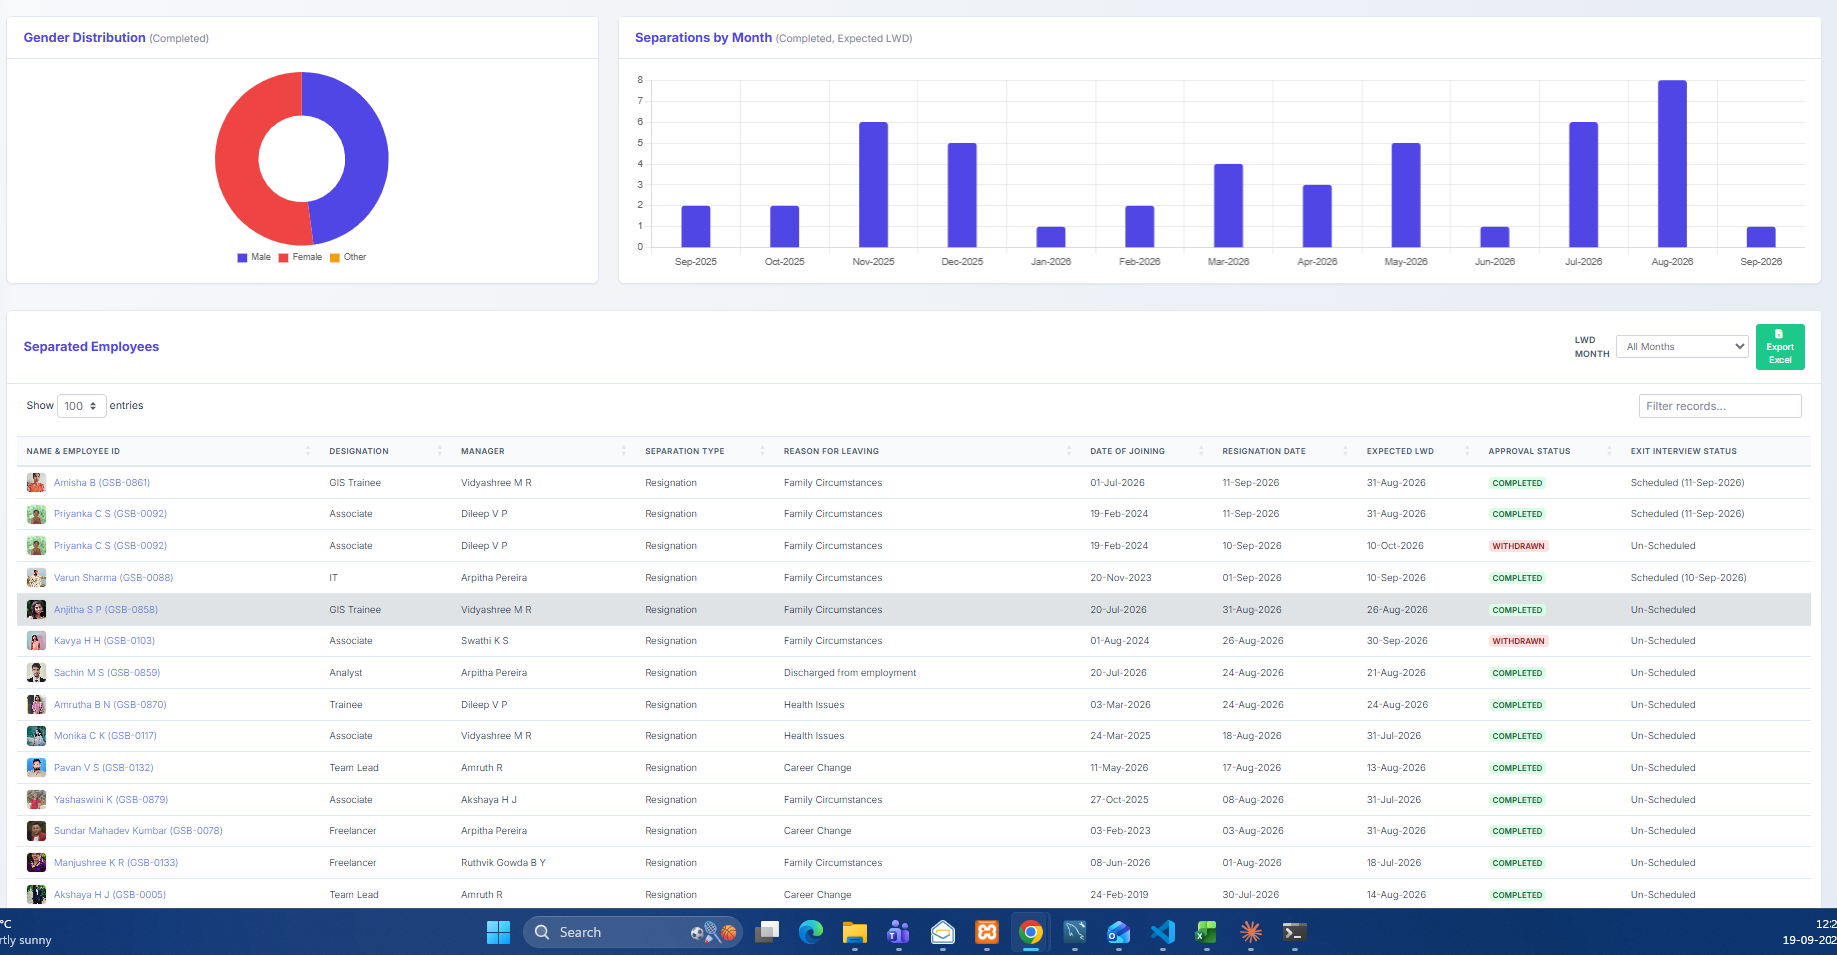 Gender Distribution (Completed)
Male Female Other
Separations by Month (Completed, Expected LWD)
8
7
6
5
4
3
2
1
0
Sep-2025 Oct-2025 Nov-2025 Dec-2025 Jan-2026 Feb-2026 Mar-2026 Apr-2026 May-2026 Jun-2026 Jul-2026 Aug-2026 Sep-2026
Separated Employees
LWD MONTH
All Months
Export Excel
Show 100 entries
Filter records...
NAME & EMPLOYEE ID DESIGNATION MANAGER SEPARATION TYPE REASON FOR LEAVING DATE OF JOINING RESIGNATION DATE EXPECTED LWD APPROVAL STATUS EXIT INTERVIEW STATUS
Amisha B (GSB-0861) GIS Trainee Vidyashree M R Resignation Family Circumstances 01-Jul-2026 11-Sep-2026 31-Aug-2026 COMPLETED Scheduled (11-Sep-2026)
Priyanka C S (GSB-0092) Associate Dileep V P Resignation Family Circumstances 19-Feb-2024 11-Sep-2026 31-Aug-2026 COMPLETED Scheduled (11-Sep-2026)
Priyanka C S (GSB-0092) Associate Dileep V P Resignation Family Circumstances 19-Feb-2024 10-Sep-2026 10-Oct-2026 WITHDRAWN Un-Scheduled
Varun Sharma (GSB-0088) IT Arpitha Pereira Resignation Family Circumstances 20-Nov-2023 01-Sep-2026 10-Sep-2026 COMPLETED Scheduled (10-Sep-2026)
Anjitha S P (GSB-0858) GIS Trainee Vidyashree M R Resignation Family Circumstances 20-Jul-2026 31-Aug-2026 26-Aug-2026 COMPLETED Un-Scheduled
Kavya H H (GSB-0103) Associate Swathi K S Resignation Family Circumstances 01-Aug-2024 26-Aug-2026 30-Sep-2026 WITHDRAWN Un-Scheduled
Sachin M S (GSB-0859) Analyst Arpitha Pereira Resignation Discharged from employment 20-Jul-2026 24-Aug-2026 21-Aug-2026 COMPLETED Un-Scheduled
Amrutha B N (GSB-0870) Trainee Dileep V P Resignation Health Issues 03-Mar-2026 24-Aug-2026 24-Aug-2026 COMPLETED Un-Scheduled
Monika C K (GSB-0117) Associate Vidyashree M R Resignation Health Issues 24-Mar-2025 18-Aug-2026 31-Jul-2026 COMPLETED Un-Scheduled
Pavan V S (GSB-0132) Team Lead Amruth R Resignation Career Change 11-May-2026 17-Aug-2026 13-Aug-2026 COMPLETED Un-Scheduled
Yashaswini K (GSB-0879) Associate Akshaya H J Resignation Family Circumstances 27-Oct-2025 08-Aug-2026 31-Jul-2026 COMPLETED Un-Scheduled
Sundar Mahadev Kumbar (GSB-0078) Freelancer Arpitha Pereira Resignation Career Change 03-Feb-2023 03-Aug-2026 31-Aug-2026 COMPLETED Un-Scheduled
Manjushree K R (GSB-0133) Freelancer Ruthvik Gowda B Y Resignation Family Circumstances 08-Jun-2026 01-Aug-2026 18-Jul-2026 COMPLETED Un-Scheduled
Akshaya H J (GSB-0005) Team Lead Amruth R Resignation Career Change 24-Feb-2019 30-Jul-2026 14-Aug-2026 COMPLETED Un-Scheduled
°C
rtly sunny
Search
12:2
19-09-202